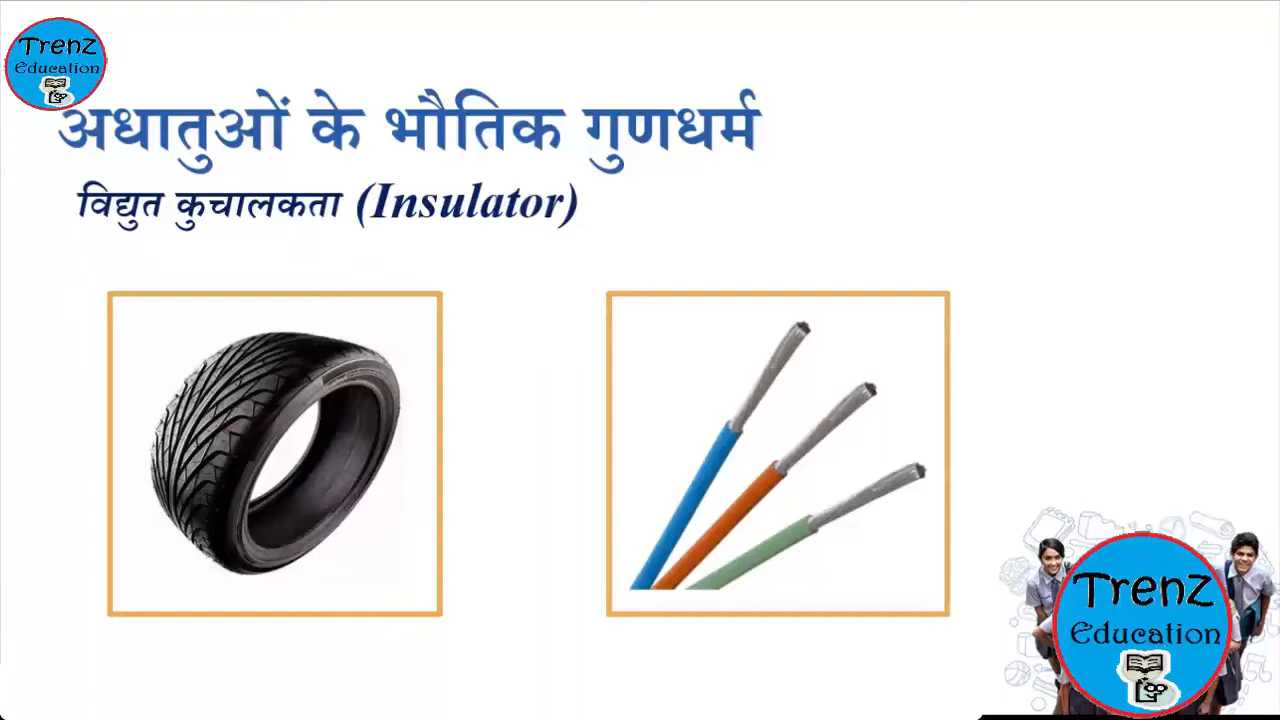 Trenz
Education
अधातुओं के भौतिक गुणधर्म
विद्युत कुचालकता (Insulator)
Trenz
Education